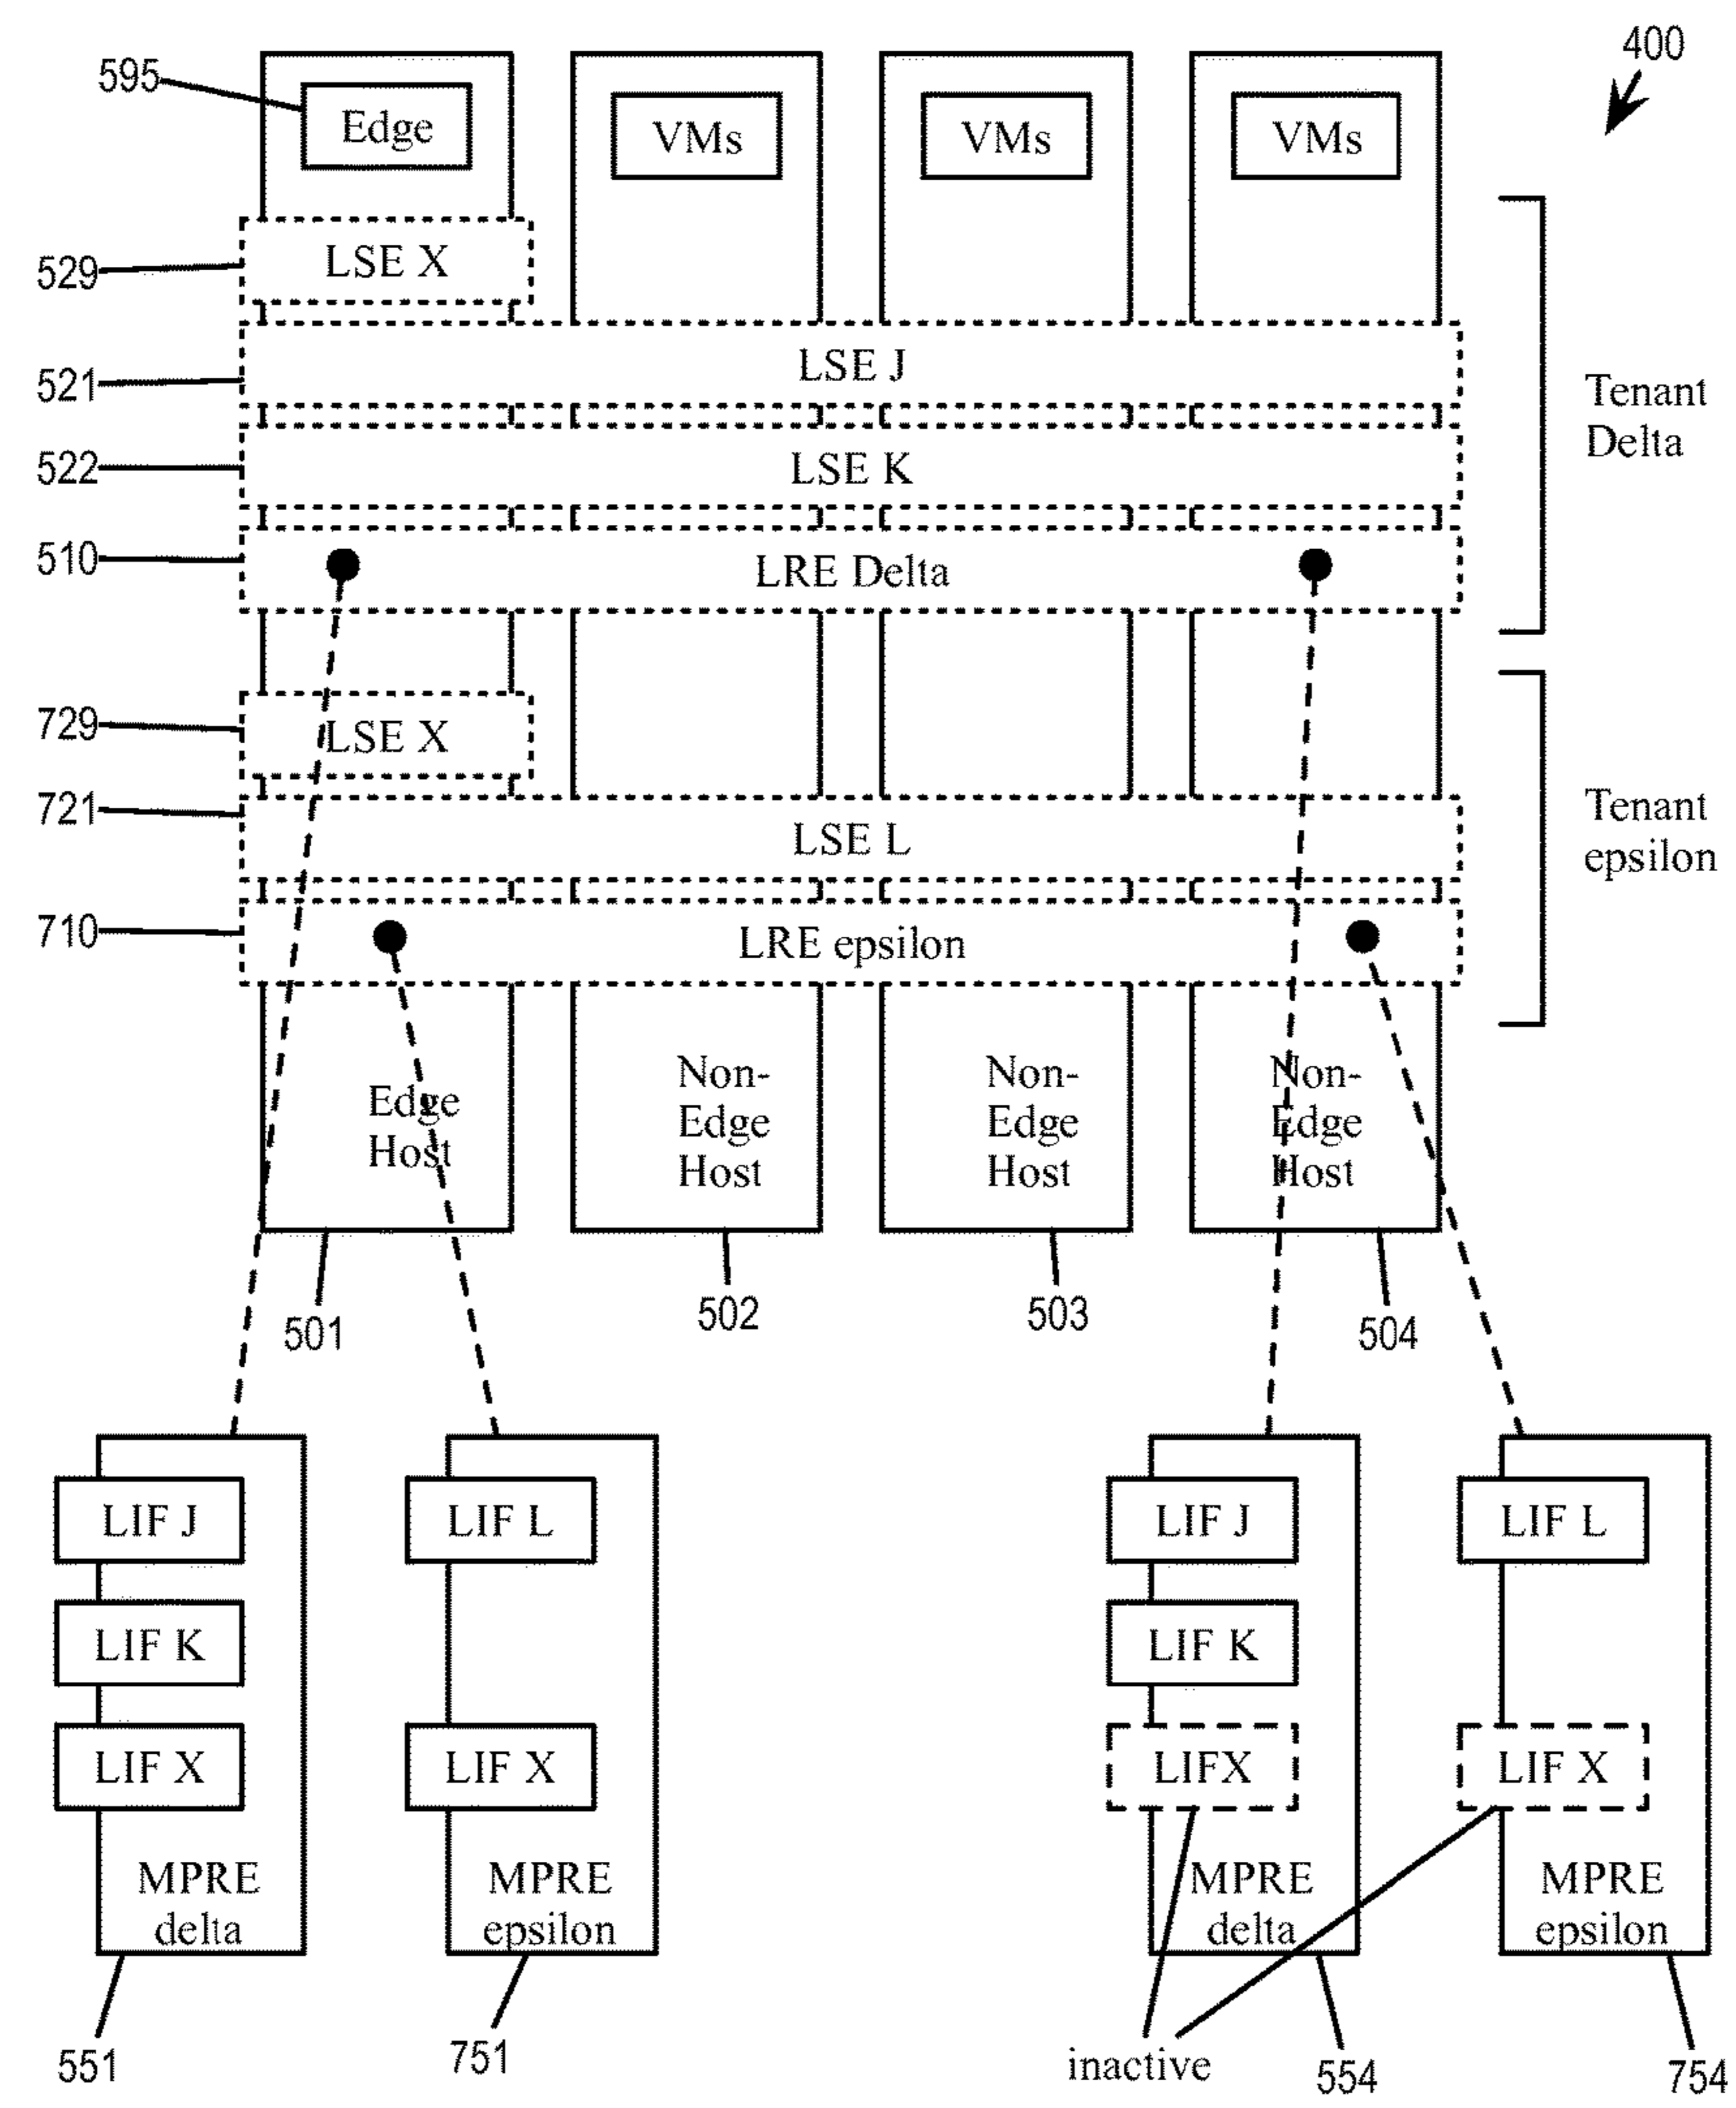 400
595
Edge
VMs
VMs
VMs
529
LSE X
521
LSE J
Tenant
Delta
522
LSE K
510
LRE Delta
729
LSE X
721
LSE L
Tenant
epsilon
710
LRE epsilon
Edge
Host
Non-
Edge
Host
Non-
Edge
Host
Non-
Edge
Host
501
502
503
504
LIF J
LIF K
LIF X
MPRE
delta
551
LIF L
LIF X
MPRE
epsilon
751
LIF J
LIF K
LIFX
MPRE
delta
inactive
554
LIF L
LIF X
MPRE
epsilon
754